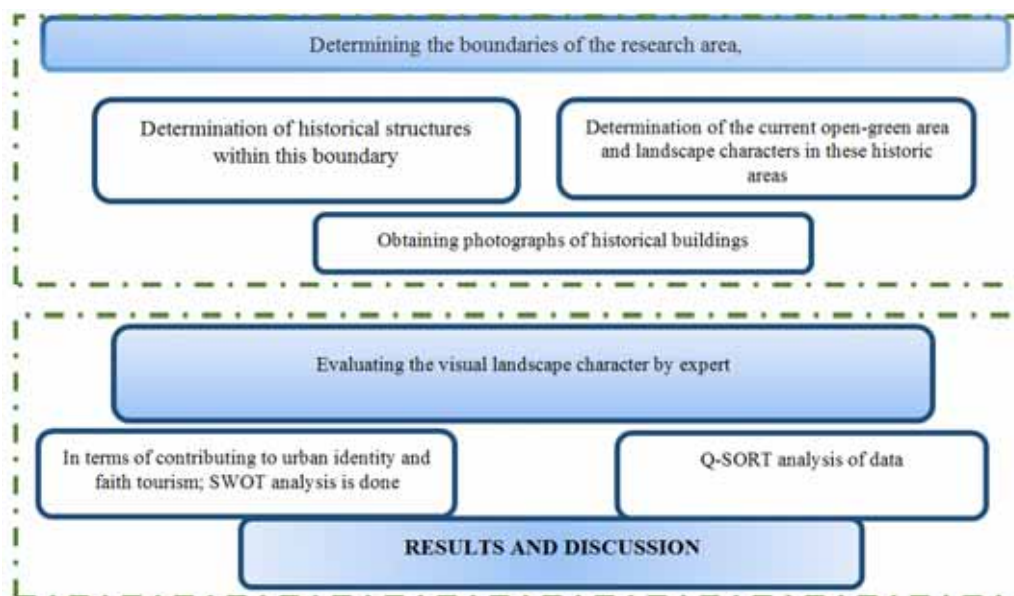 Determining the boundaries of the research area,
Determination of historical structures
within this boundary
Determination of the current open-green area
and landscape characters in these historic
areas
Obtaining photographs of historical buildings
Evaluating the visual landscape character by expert
In terms of contributing to urban identity and
faith tourism; SWOT analysis is done
Q-SORT analysis of data
RESULTS AND DISCUSSION